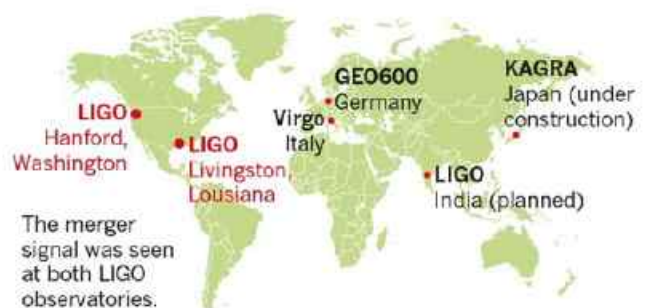 LIGO
Hanford,
Washington
LIGO
Livingston,
Lousiana
GEO600
Germany
Virgo
Italy
KAGRA
Japan (under
construction)
LIGO
India (planned)
The merger
signal was seen
at both LIGO
observatories.